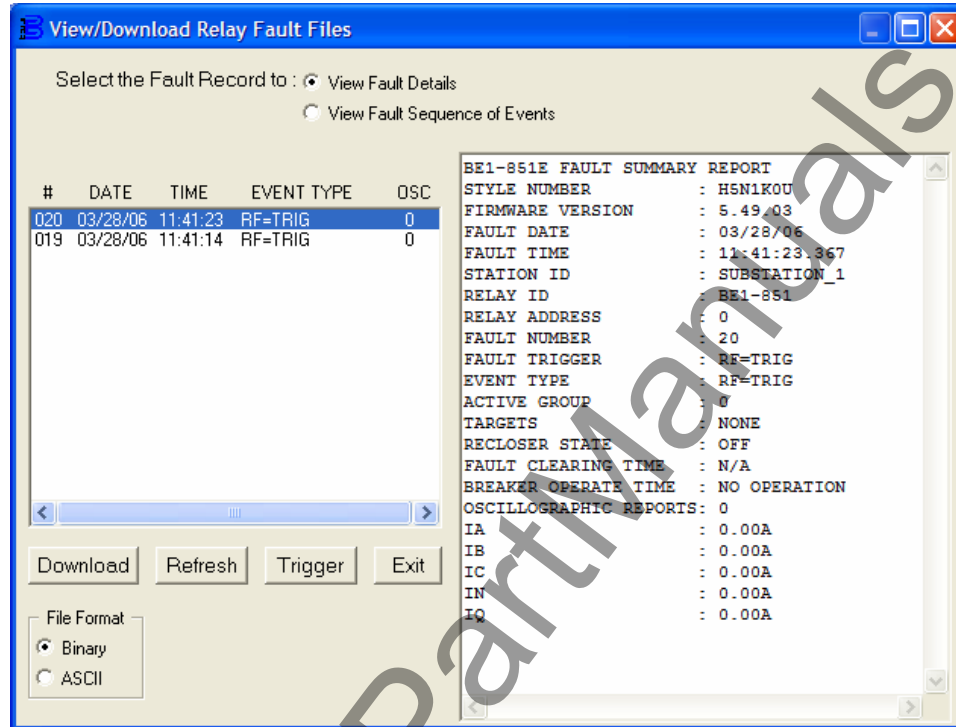 View/Download Relay Fault Files
Select the Fault Record to :
View Fault Details
View Fault Sequence of Events
# DATE TIME EVENT TYPE OSC
020 03/28/06 11:41:23 RF=TRIG 0
019 03/28/06 11:41:14 RF=TRIG 0
Download Refresh Trigger Exit
File Format
Binary
ASCII
BE1-851E FAULT SUMMARY REPORT
STYLE NUMBER : H5N1K0U
FIRMWARE VERSION : 5.49.03
FAULT DATE : 03/28/06
FAULT TIME : 11:41:23.367
STATION ID : SUBSTATION_1
RELAY ID : BE1-851
RELAY ADDRESS : 0
FAULT NUMBER : 20
FAULT TRIGGER : RF=TRIG
EVENT TYPE : RF=TRIG
ACTIVE GROUP : 0
TARGETS : NONE
RECLOSER STATE : OFF
FAULT CLEARING TIME : N/A
BREAKER OPERATE TIME : NO OPERATION
OSCILLOGRAPHIC REPORTS: 0
IA : 0.00A
IB : 0.00A
IC : 0.00A
IN : 0.00A
IQ : 0.00A
PartManuals